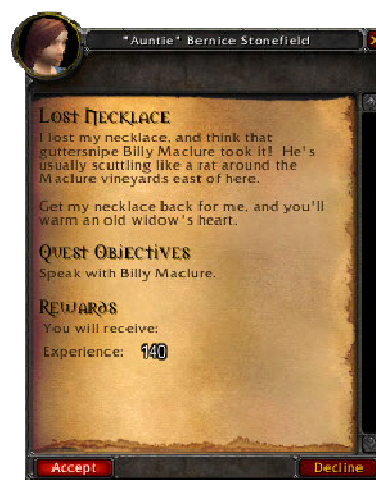 "Auntie" Bernice Stonefield
Lost Necklace
I lost my necklace, and think that
guttersnipe Billy Maclure took it! He's
usually scuttling like a rat around the
Maclure vineyards east of here.
Get my necklace back for me, and you'll
warm an old widow's heart.
Quest Objectives
Speak with Billy Maclure.
Rewards
You will receive:
Experience: 140
Accept
Decline